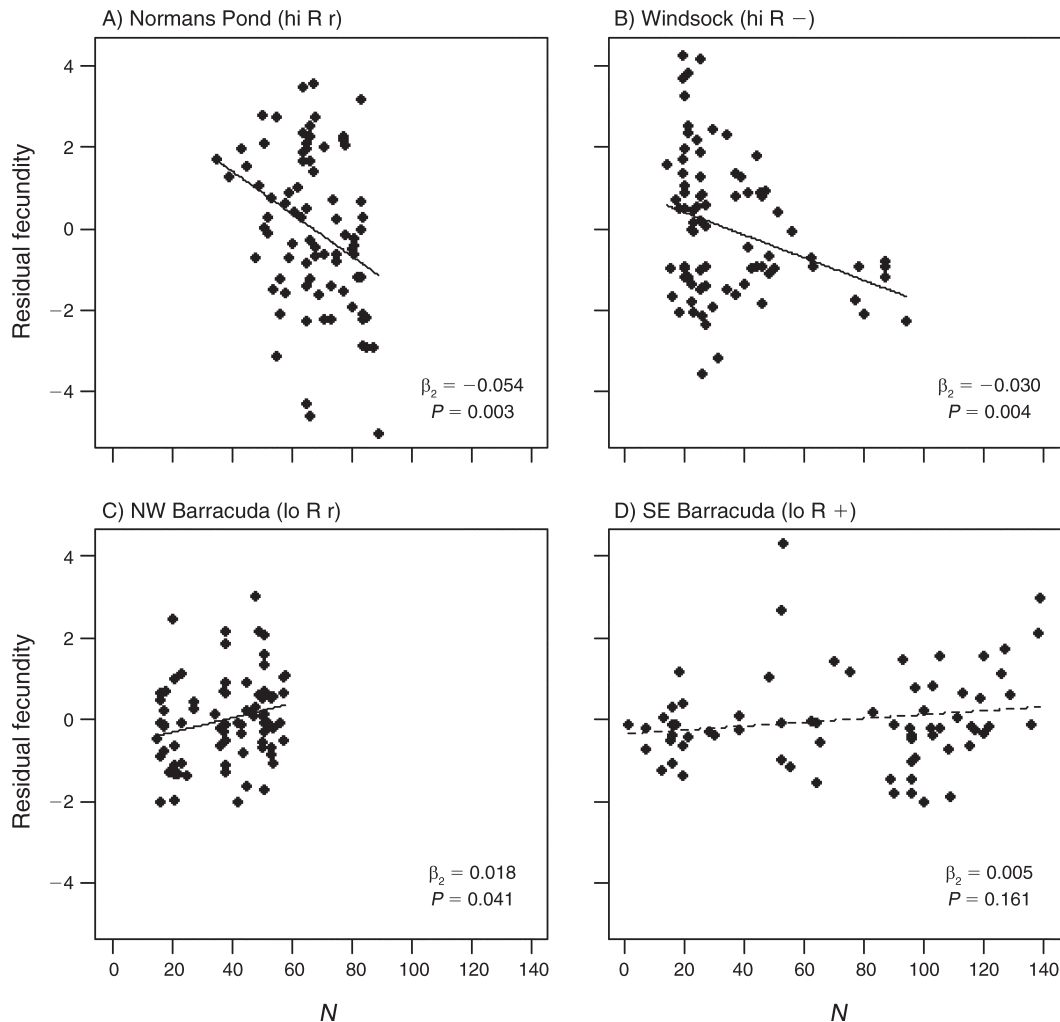 A) Normans Pond (hi R r)
B) Windsock (hi R −)
Residual fecundity
4
2
0
−2
−4
β2 = −0.054
P = 0.003
β2 = −0.030
P = 0.004
C) NW Barracuda (lo R r)
D) SE Barracuda (lo R +)
Residual fecundity
4
2
0
−2
−4
β2 = 0.018
P = 0.041
β2 = 0.005
P = 0.161
0 20 40 60 80 100 120 140
0 20 40 60 80 100 120 140
N
N